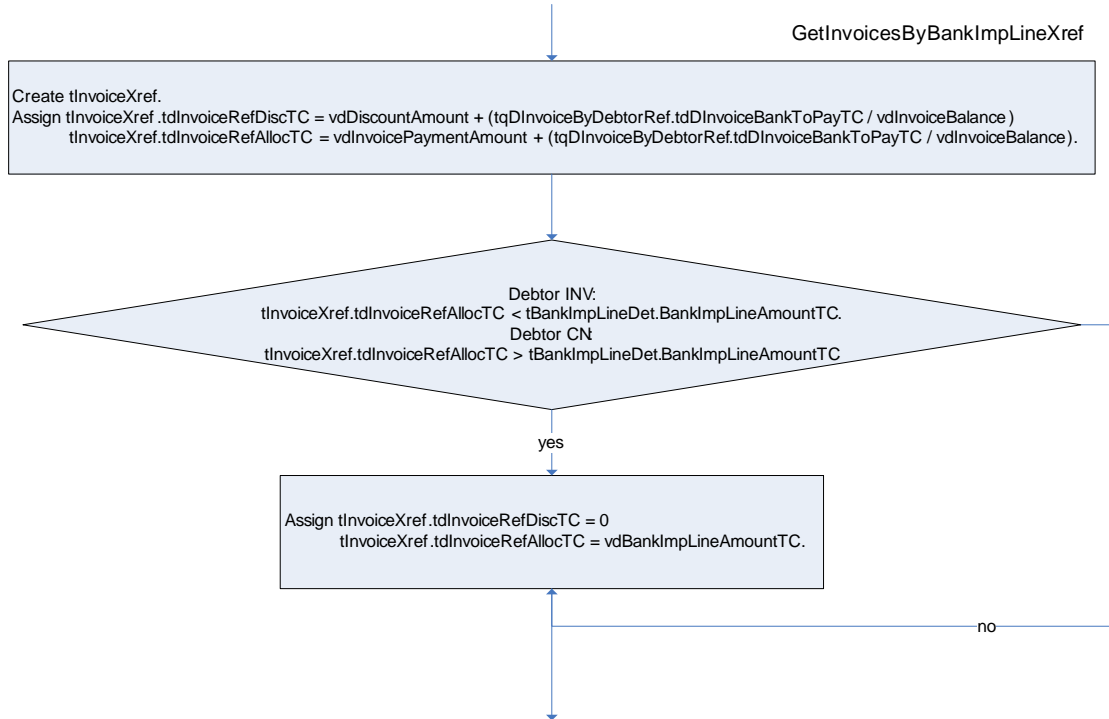 GetInvoicesByBankImpLineXref
Create tInvoiceXref.
Assign tInvoiceXref.tdInvoiceRefDiscTC = vdDiscountAmount + (tqDInvoiceByDebtorRef.tdDInvoiceBankToPayTC / vdInvoiceBalance)
tInvoiceXref.tdInvoiceRefAllocTC = vdInvoicePaymentAmount + (tqDInvoiceByDebtorRef.tdDInvoiceBankToPayTC / vdInvoiceBalance).
Debtor INV:
tInvoiceXref.tdInvoiceRefAllocTC < tBankImpLineDet.BankImpLineAmountTC.
Debtor CN:
tInvoiceXref.tdInvoiceRefAllocTC > tBankImpLineDet.BankImpLineAmountTC
yes
Assign tInvoiceXref.tdInvoiceRefDiscTC = 0
tInvoiceXref.tdInvoiceRefAllocTC = vdBankImpLineAmountTC.
no